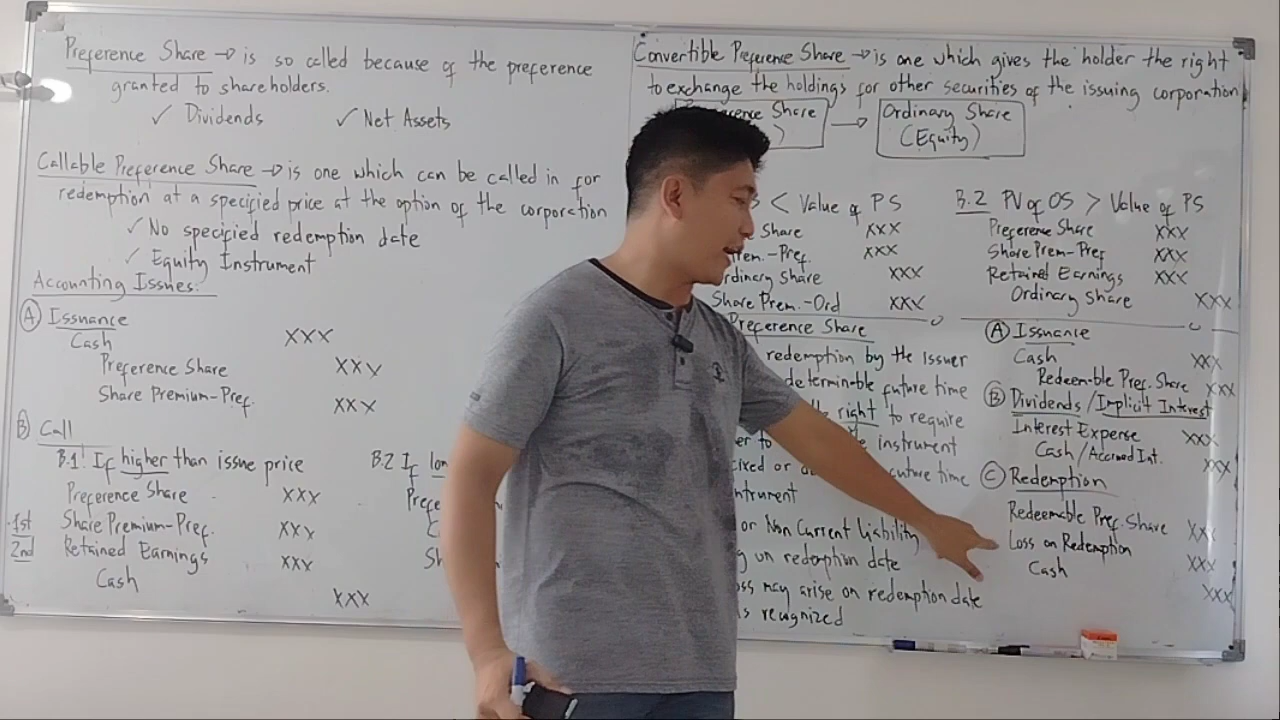 Preference Share → is so called because of the preference
granted to shareholders.
✓ Dividends ✓ Net Assets
Callable Preference Share → is one which can be called in for
redemption at a specified price at the option of the corporation
✓ No specified redemption date
✓ Equity Instrument
Accounting Issues:
(A) Issuance
Cash XXX
Preference Share XXX
Share Premium-Pref. XXX
(B) Call
B.1 If higher than issue price
Preference Share XXX
1st Share Premium-Pref. XXX
2nd Retained Earnings XXX
Cash XXX
B.2 If
Convertible Preference Share → is one which gives the holder the right
to exchange the holdings for other securities of the issuing corporation
Share → Ordinary Share
(Equity)
< Value of PS
Share XXX
-Pref. XXX
Ordinary Share XXX
Share Prem.-Ord XXX
B.2 PV of OS > Value of PS
Preference Share XXX
Share Prem-Pref XXX
Retained Earnings XXX
Ordinary Share XXX
Preference Share
redemption by the issuer
future time
right to require
instrument
fixed or future time
or Non Current Liability
on redemption date
may arise on redemption date
recognized
(A) Issuance
Cash XXX
Redeem-ble Pref. Share XXX
(B) Dividends / Implicit Interest
Interest Expense XXX
Cash/Accrued Int. XXX
(C) Redemption
Redeemable Pref. Share XXX
Loss on Redemption XXX
Cash XXX